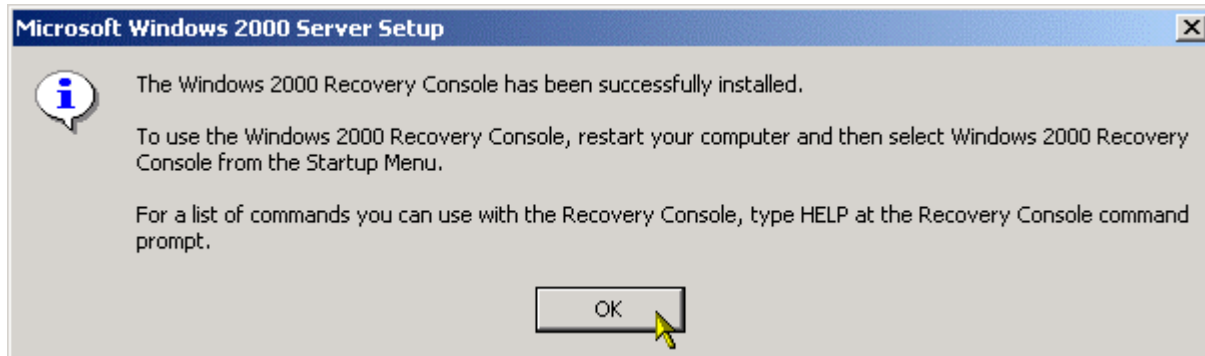 Microsoft Windows 2000 Server Setup
The Windows 2000 Recovery Console has been successfully installed.
To use the Windows 2000 Recovery Console, restart your computer and then select Windows 2000 Recovery
Console from the Startup Menu.
For a list of commands you can use with the Recovery Console, type HELP at the Recovery Console command
prompt.
OK